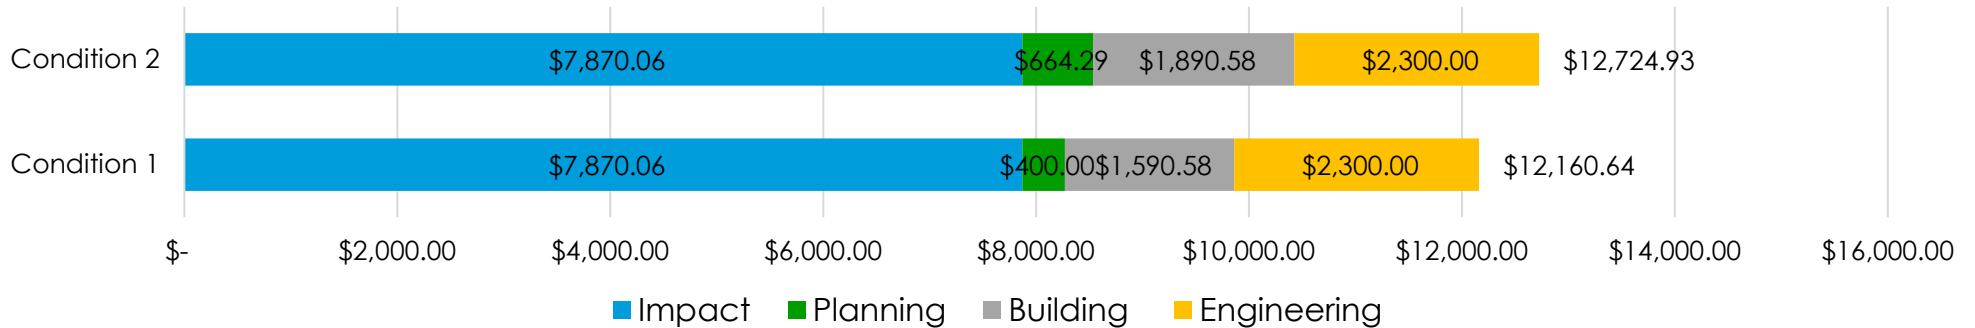 Condition 2 $7,870.06 $664.29 $1,890.58 $2,300.00 $12,724.93
Condition 1 $7,870.06 $400.00 $1,590.58 $2,300.00 $12,160.64
$- $2,000.00 $4,000.00 $6,000.00 $8,000.00 $10,000.00 $12,000.00 $14,000.00 $16,000.00
Impact Planning Building Engineering